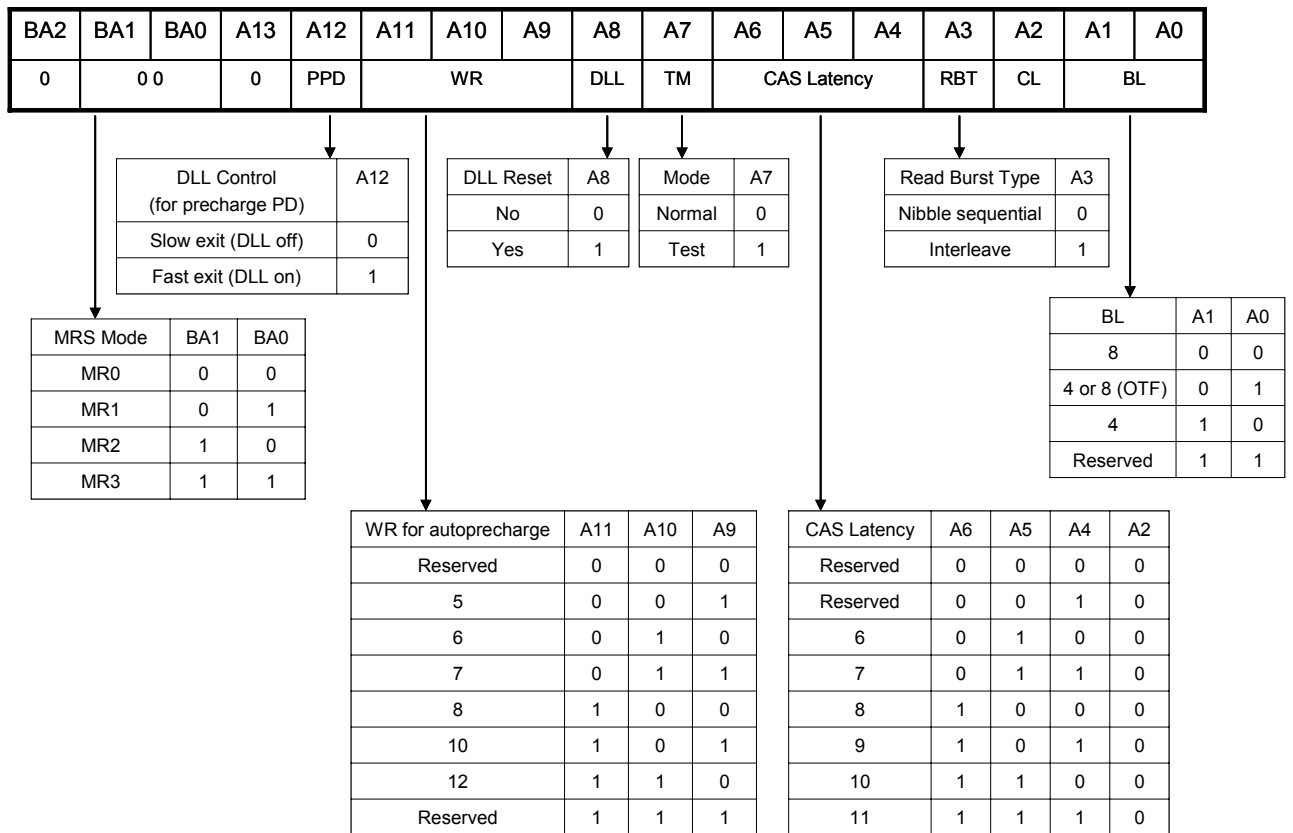 BA2 BA1 BA0 A13 A12 A11 A10 A9 A8 A7 A6 A5 A4 A3 A2 A1 A0
0 0 0 0 PPD WR DLL TM CAS Latency RBT CL BL
DLL Control (for precharge PD) A12
Slow exit (DLL off) 0
Fast exit (DLL on) 1
DLL Reset A8
No 0
Yes 1
Mode A7
Normal 0
Test 1
Read Burst Type A3
Nibble sequential 0
Interleave 1
MRS Mode BA1 BA0
MR0 0 0
MR1 0 1
MR2 1 0
MR3 1 1
BL A1 A0
8 0 0
4 or 8 (OTF) 0 1
4 1 0
Reserved 1 1
WR for autoprecharge A11 A10 A9
Reserved 0 0 0
5 0 0 1
6 0 1 0
7 0 1 1
8 1 0 0
10 1 0 1
12 1 1 0
Reserved 1 1 1
CAS Latency A6 A5 A4 A2
Reserved 0 0 0 0
Reserved 0 0 1 0
6 0 1 0 0
7 0 1 1 0
8 1 0 0 0
9 1 0 1 0
10 1 1 0 0
11 1 1 1 0